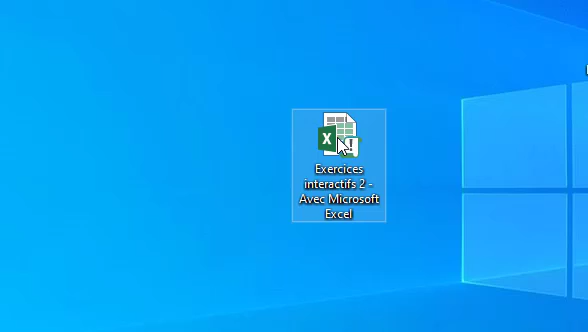 Exercices
interactifs 2 -
Avec Microsoft
Excel